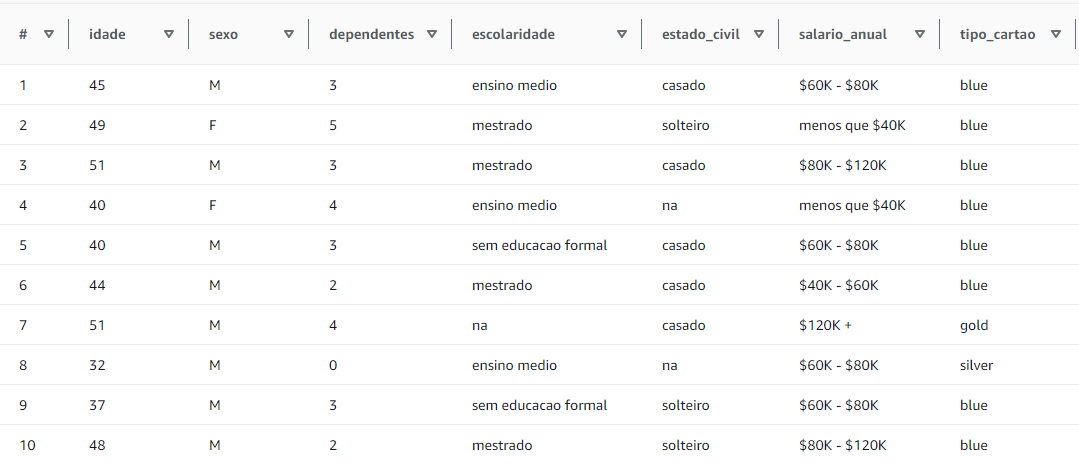 # idade sexo dependentes escolaridade estado_civil salario_anual tipo_cartao
1 45 M 3 ensino medio casado $60K - $80K blue
2 49 F 5 mestrado solteiro menos que $40K blue
3 51 M 3 mestrado casado $80K - $120K blue
4 40 F 4 ensino medio na menos que $40K blue
5 40 M 3 sem educacao formal casado $60K - $80K blue
6 44 M 2 mestrado casado $40K - $60K blue
7 51 M 4 na casado $120K + gold
8 32 M 0 ensino medio na $60K - $80K silver
9 37 M 3 sem educacao formal solteiro $60K - $80K blue
10 48 M 2 mestrado solteiro $80K - $120K blue